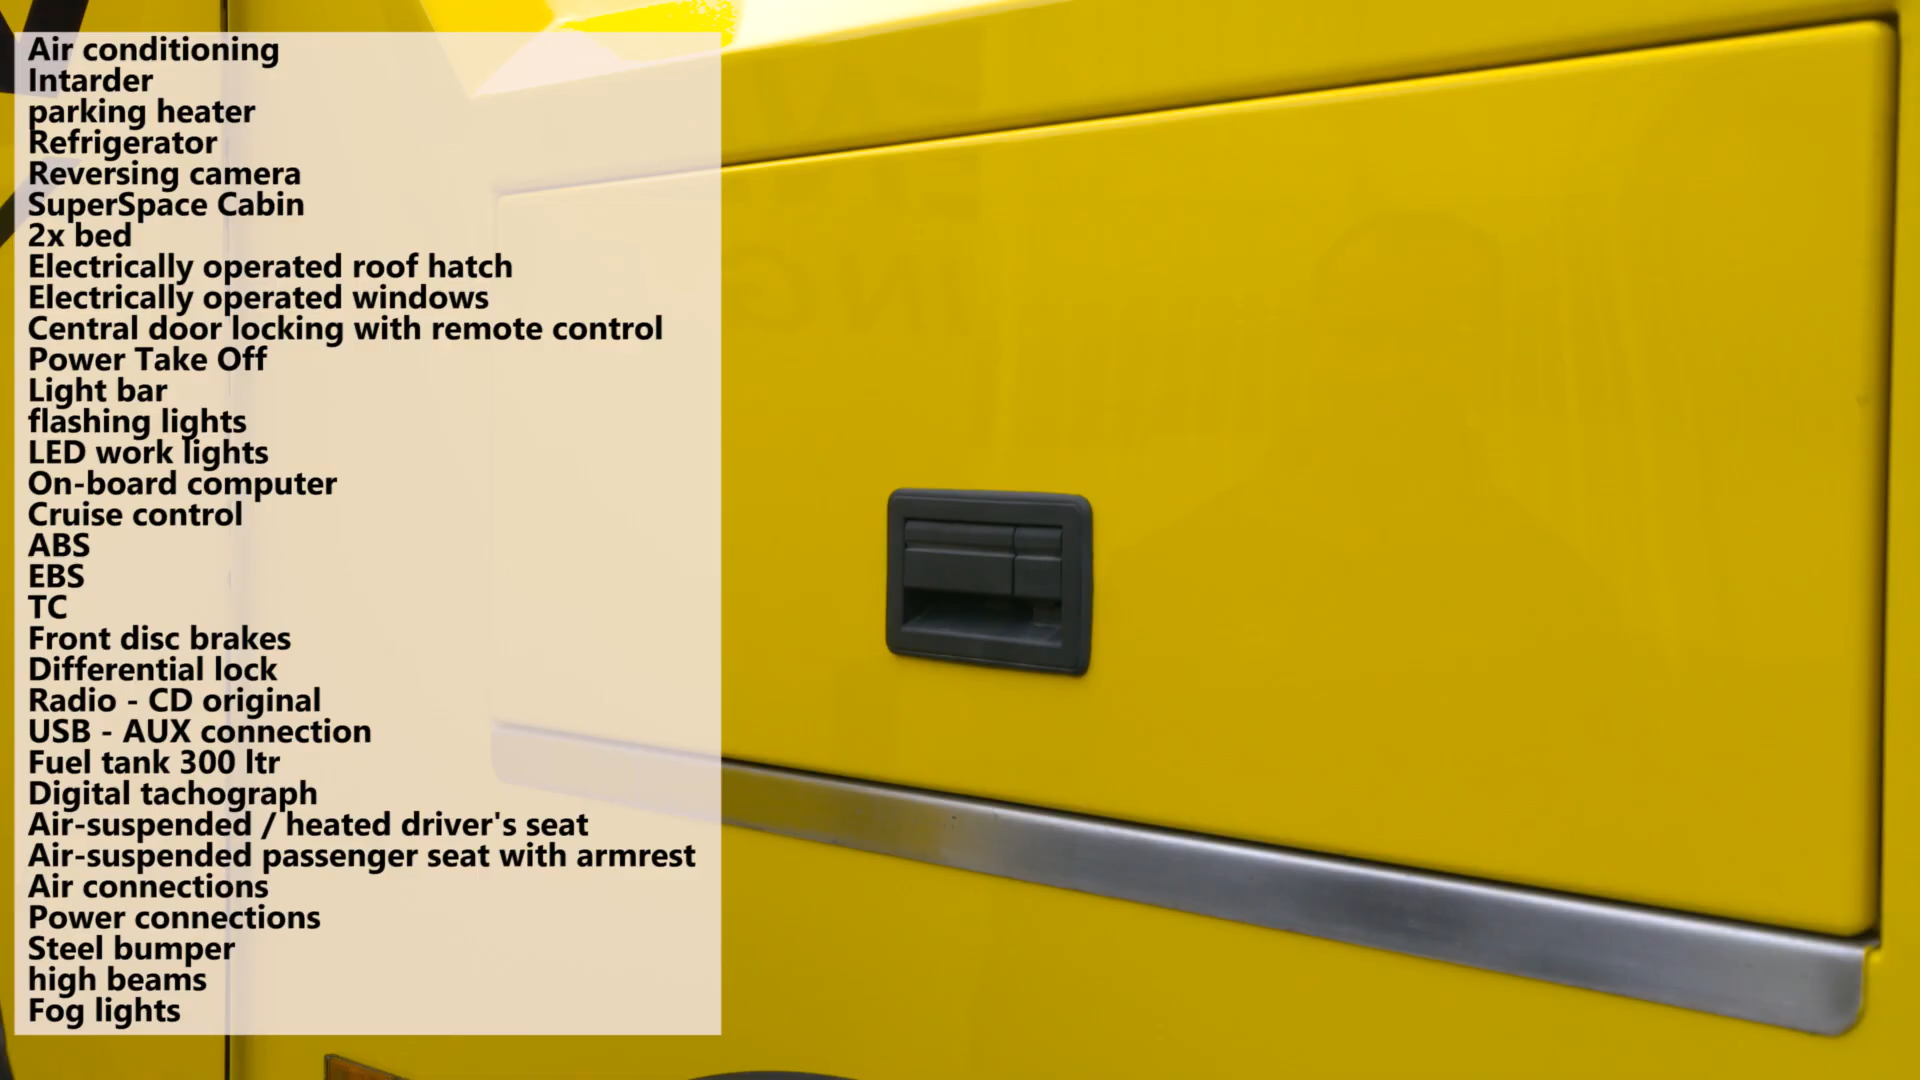 Air conditioning
Intarder
parking heater
Refrigerator
Reversing camera
SuperSpace Cabin
2x bed
Electrically operated roof hatch
Electrically operated windows
Central door locking with remote control
Power Take Off
Light bar
flashing lights
LED work lights
On-board computer
Cruise control
ABS
EBS
TC
Front disc brakes
Differential lock
Radio - CD original
USB - AUX connection
Fuel tank 300 ltr
Digital tachograph
Air-suspended / heated driver's seat
Air-suspended passenger seat with armrest
Air connections
Power connections
Steel bumper
high beams
Fog lights